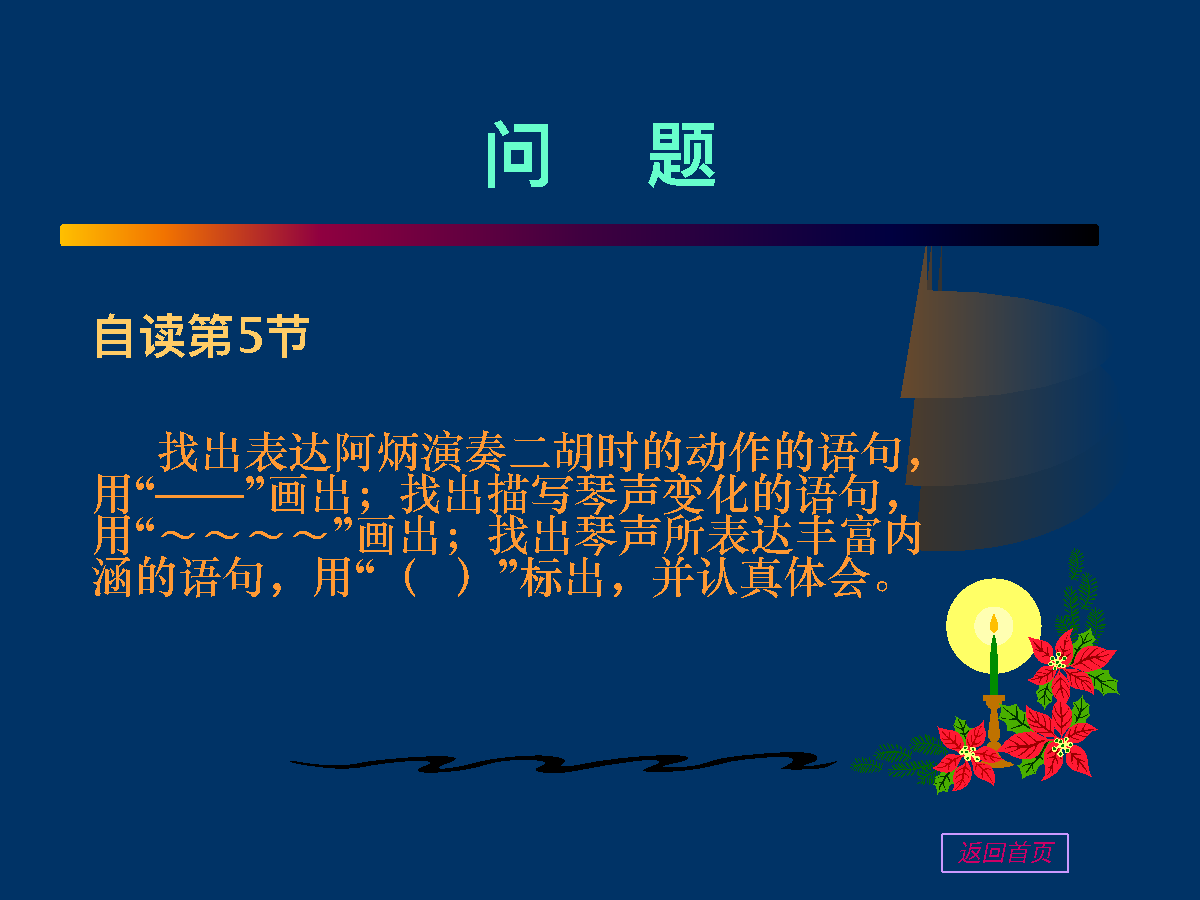 问 题
自读第5节
找出表达阿炳演奏二胡时的动作的语句，
用“——”画出；找出描写琴声变化的语句，
用“～～～～”画出；找出琴声所表达丰富内
涵的语句，用“（ ）”标出，并认真体会。
返回首页